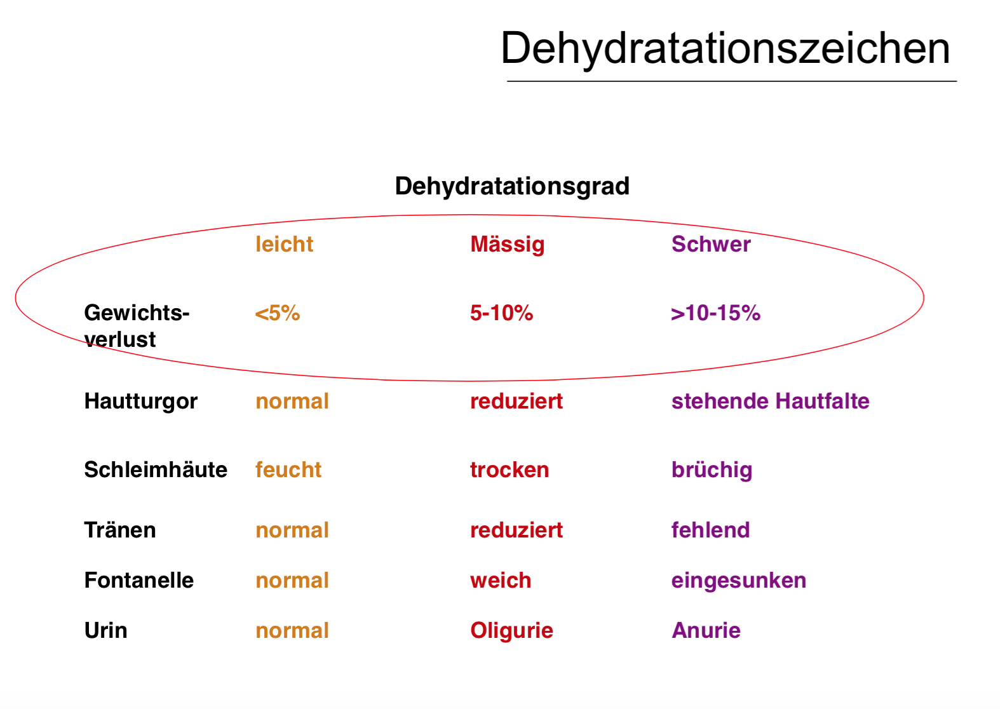 Dehydratationszeichen
Dehydratationsgrad
leicht Mässig Schwer
Gewichts- <5% 5-10% >10-15%
verlust
Hautturgor normal reduziert stehende Hautfalte
Schleimhäute feucht trocken brüchig
Tränen normal reduziert fehlend
Fontanelle normal weich eingesunken
Urin normal Oligurie Anurie